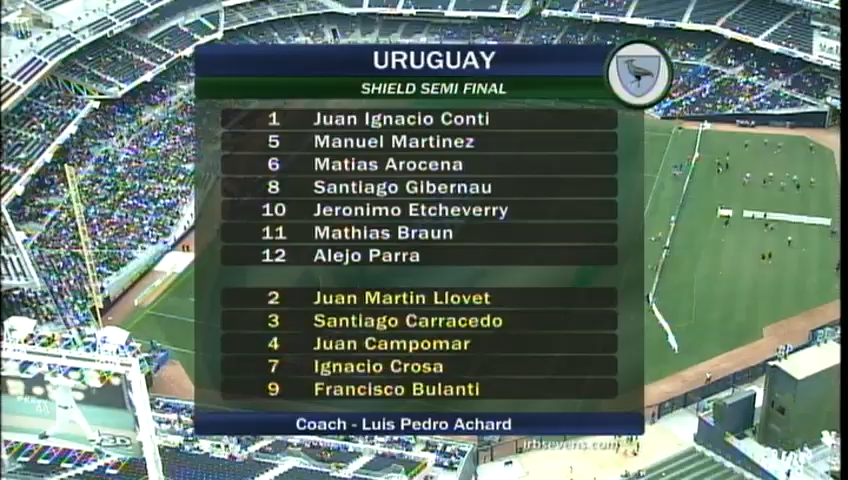 URUGUAY
SHIELD SEMI FINAL
1 Juan Ignacio Conti
5 Manuel Martinez
6 Matias Arocena
8 Santiago Gibernau
10 Jeronimo Etcheverry
11 Mathias Braun
12 Alejo Parra
2 Juan Martin Llovet
3 Santiago Carracedo
4 Juan Campomar
7 Ignacio Crosa
9 Francisco Bulanti
Coach - Luis Pedro Achard
irbsevens.com